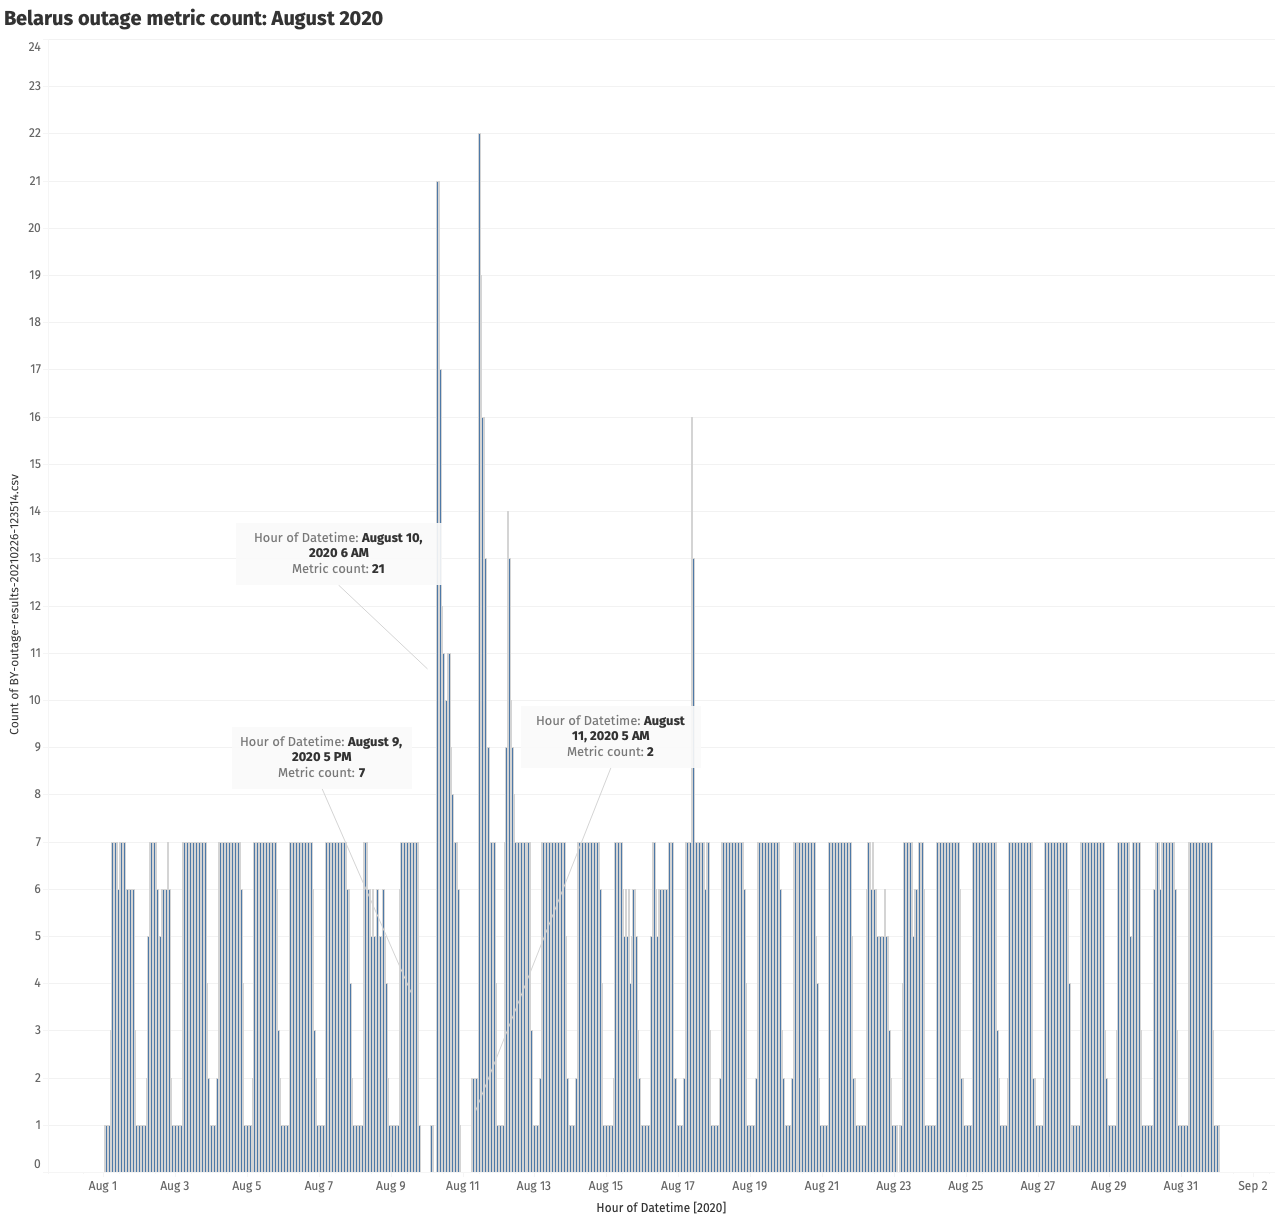 Belarus outage metric count: August 2020
24
23
22
21
20
19
18
17
16
15
14
13
12
11
10
9
8
7
6
5
4
3
2
1
0
Count of BY-outage-results-20210226-123514.csv
Hour of Datetime: August 10,
2020 6 AM
Metric count: 21
Hour of Datetime: August 9,
2020 5 PM
Metric count: 7
Hour of Datetime: August
11, 2020 5 AM
Metric count: 2
Aug 1 Aug 3 Aug 5 Aug 7 Aug 9 Aug 11 Aug 13 Aug 15 Aug 17 Aug 19 Aug 21 Aug 23 Aug 25 Aug 27 Aug 29 Aug 31 Sep 2
Hour of Datetime [2020]